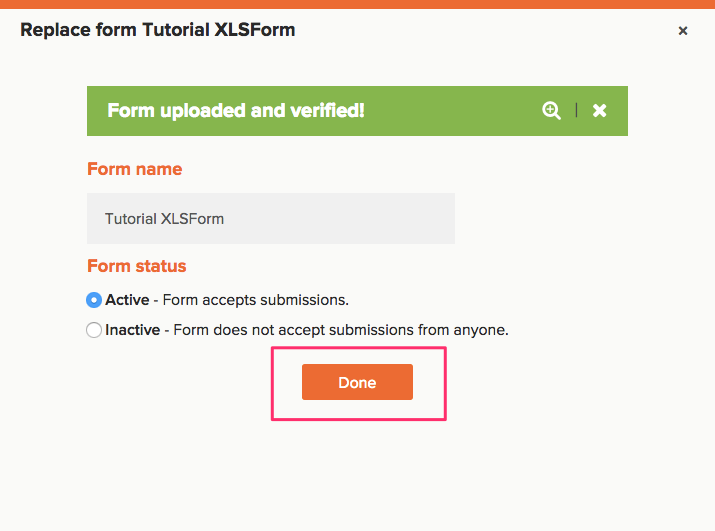 Replace form Tutorial XLSForm
Form uploaded and verified!
Form name
Tutorial XLSForm
Form status
Active - Form accepts submissions.
Inactive - Form does not accept submissions from anyone.
Done